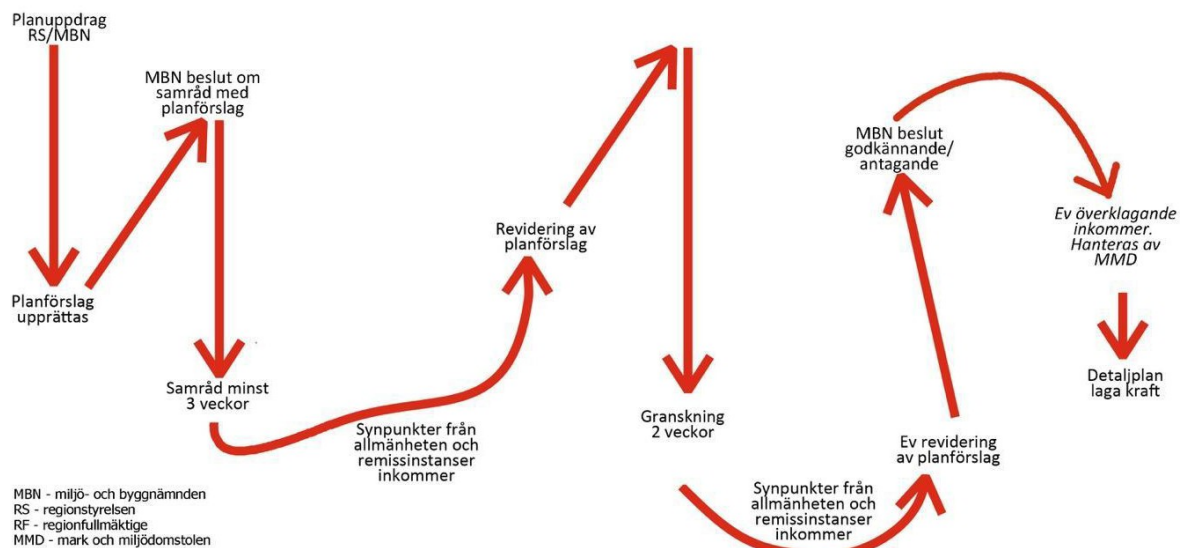 Planuppdrag
RS/MBN
Planförslag
upprättas
MBN beslut om
samråd med
planförslag
Samråd minst
3 veckor
Synpunkter från
allmänheten och
remissinstanser
inkommer
Revidering av
planförslag
Granskning
2 veckor
Synpunkter från
allmänheten och
remissinstanser
inkommer
Ev revidering
av planförslag
MBN beslut
godkännande/
antagande
Ev överklagande
inkommer.
Hanteras av
MMD
Detaljplan
laga kraft
MBN - miljö- och byggnämnden
RS - regionstyrelsen
RF - regionfullmäktige
MMD - mark och miljödomstolen